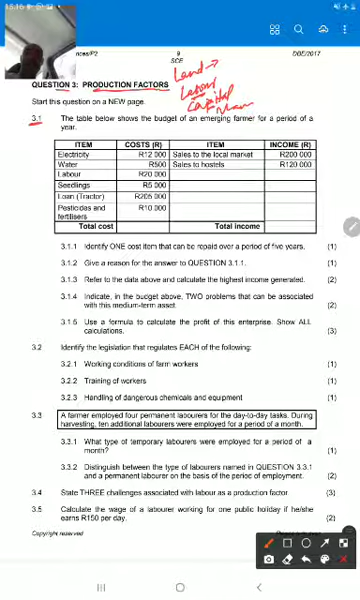 15:16
nces/P2 9 DBE/2017
SCE
QUESTION 3: PRODUCTION FACTORS
Land →
Labour
Capital
Man
Start this question on a NEW page.
3.1 The table below shows the budget of an emerging farmer for a period of a
year.
ITEM COSTS (R) ITEM INCOME (R)
Electricity R12 000 Sales to the local market R200 000
Water R500 Sales to hostels R120 000
Labour R20 000
Seedlings R5 000
Loan (Tractor) R205 000
Pesticides and R10 000
fertilisers
Total cost Total income
3.1.1 Identify ONE cost item that can be repaid over a period of five years. (1)
3.1.2 Give a reason for the answer to QUESTION 3.1.1. (1)
3.1.3 Refer to the data above and calculate the highest income generated. (2)
3.1.4 Indicate, in the budget above, TWO problems that can be associated
with this medium-term asset. (2)
3.1.5 Use a formula to calculate the profit of this enterprise. Show ALL
calculations. (3)
3.2 Identify the legislation that regulates EACH of the following:
3.2.1 Working conditions of farm workers (1)
3.2.2 Training of workers (1)
3.2.3 Handling of dangerous chemicals and equipment (1)
3.3 A farmer employed four permanent labourers for the day-to-day tasks. During
harvesting, ten additional labourers were employed for a period of a month.
3.3.1 What type of temporary labourers were employed for a period of a
month? (1)
3.3.2 Distinguish between the type of labourers named in QUESTION 3.3.1
and a permanent labourer on the basis of the period of employment. (2)
3.4 State THREE challenges associated with labour as a production factor (3)
3.5 Calculate the wage of a labourer working for one public holiday if he/she
earns R150 per day. (2)
Copyright reserved